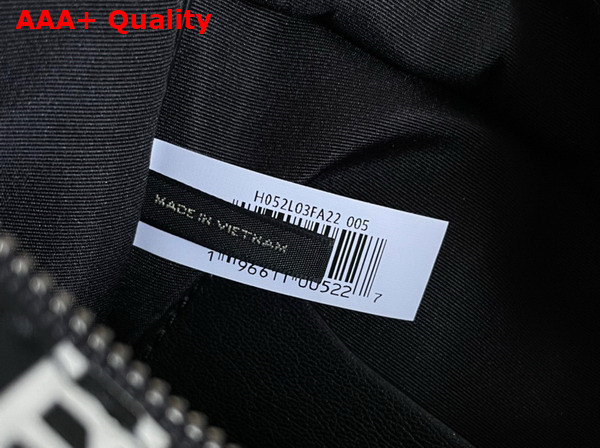 AAA+ Quality
H052L03FA22 005
MADE IN VIETNAM
1 96611 00522 7